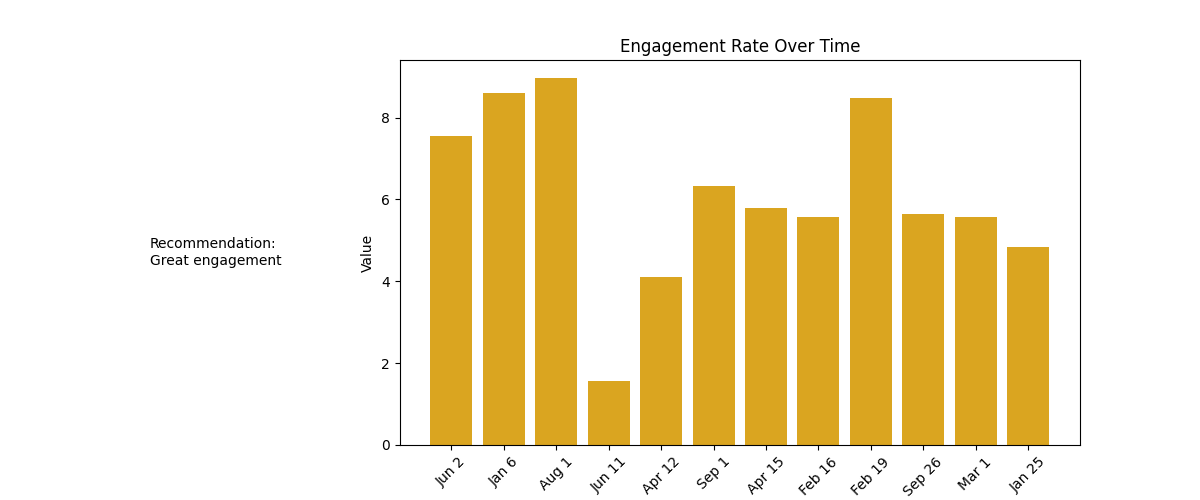 Engagement Rate Over Time
Recommendation:
Great engagement
Value
8
6
4
2
0
Jun 2
Jan 6
Aug 1
Jun 11
Apr 12
Sep 1
Apr 15
Feb 16
Feb 19
Sep 26
Mar 1
Jan 25